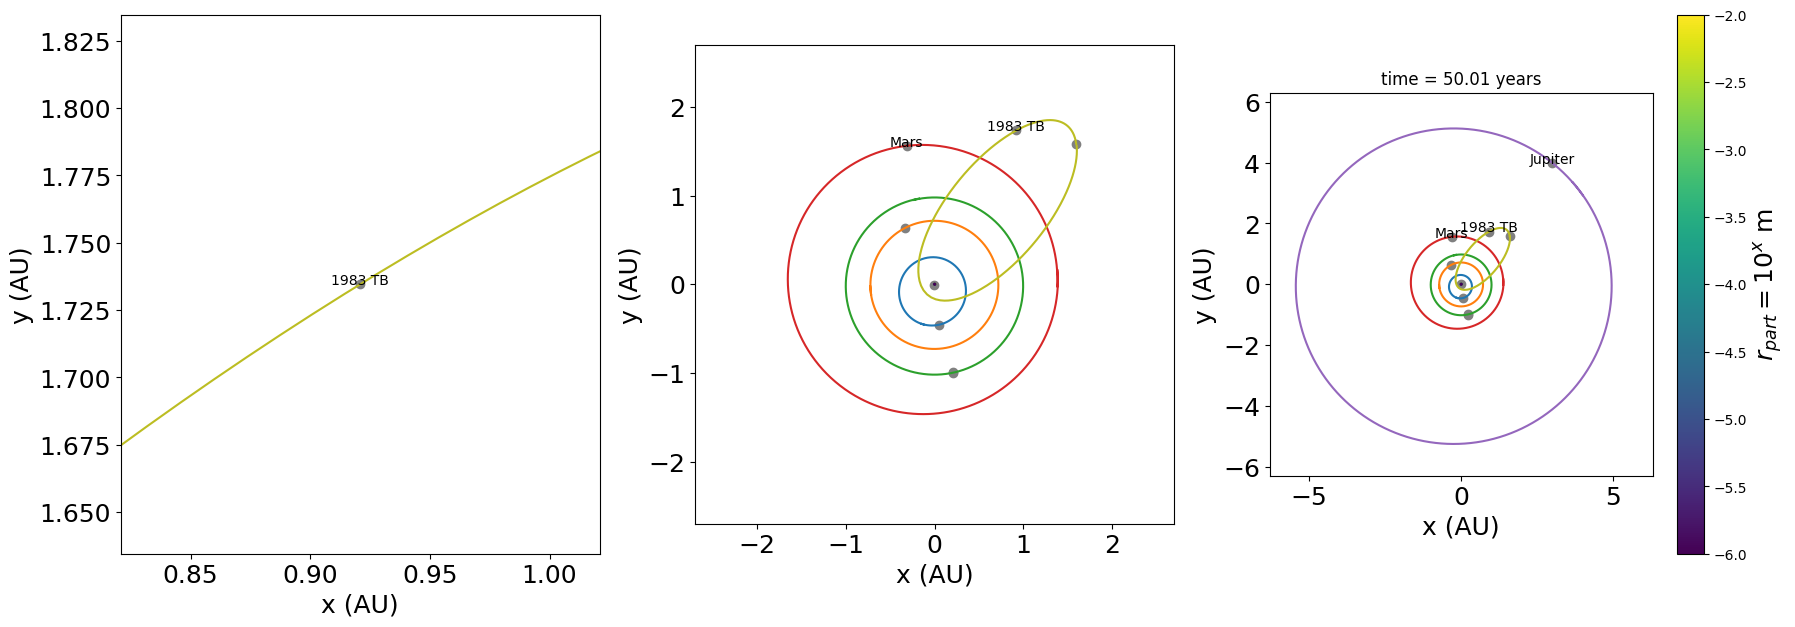 1.825
1.800
1.775
1.750
1.725
1.700
1.675
1.650
y (AU)
1983 TB
0.85 0.90 0.95 1.00
x (AU)
2
1
0
−1
−2
y (AU)
1983 TB
Mars
−2 −1 0 1 2
x (AU)
time = 50.01 years
6
4
2
0
−2
−4
−6
y (AU)
Jupiter
1983 TB
Mars
−5 0 5
x (AU)
−2.0
−2.5
−3.0
−3.5
−4.0
−4.5
−5.0
−5.5
−6.0
r_{part} = 10^x m